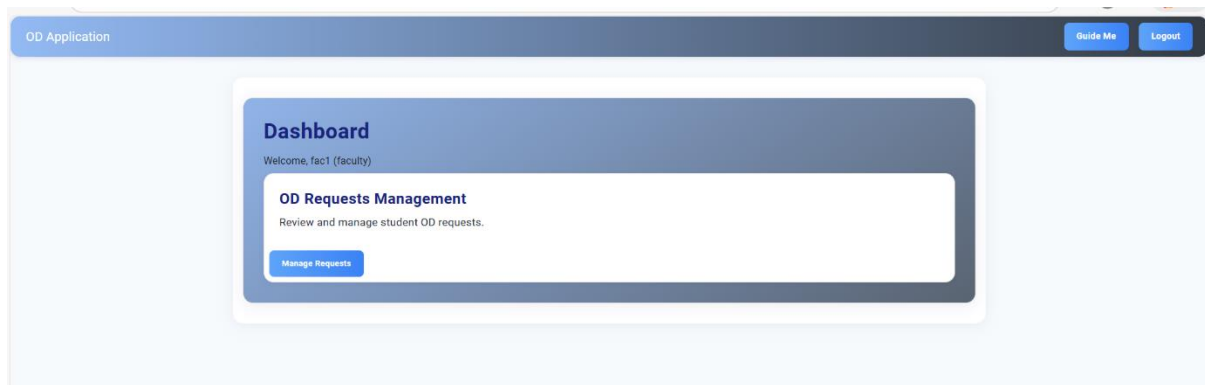 OD Application
Guide Me
Logout
Dashboard
Welcome, fac1 (faculty)
OD Requests Management
Review and manage student OD requests.
Manage Requests